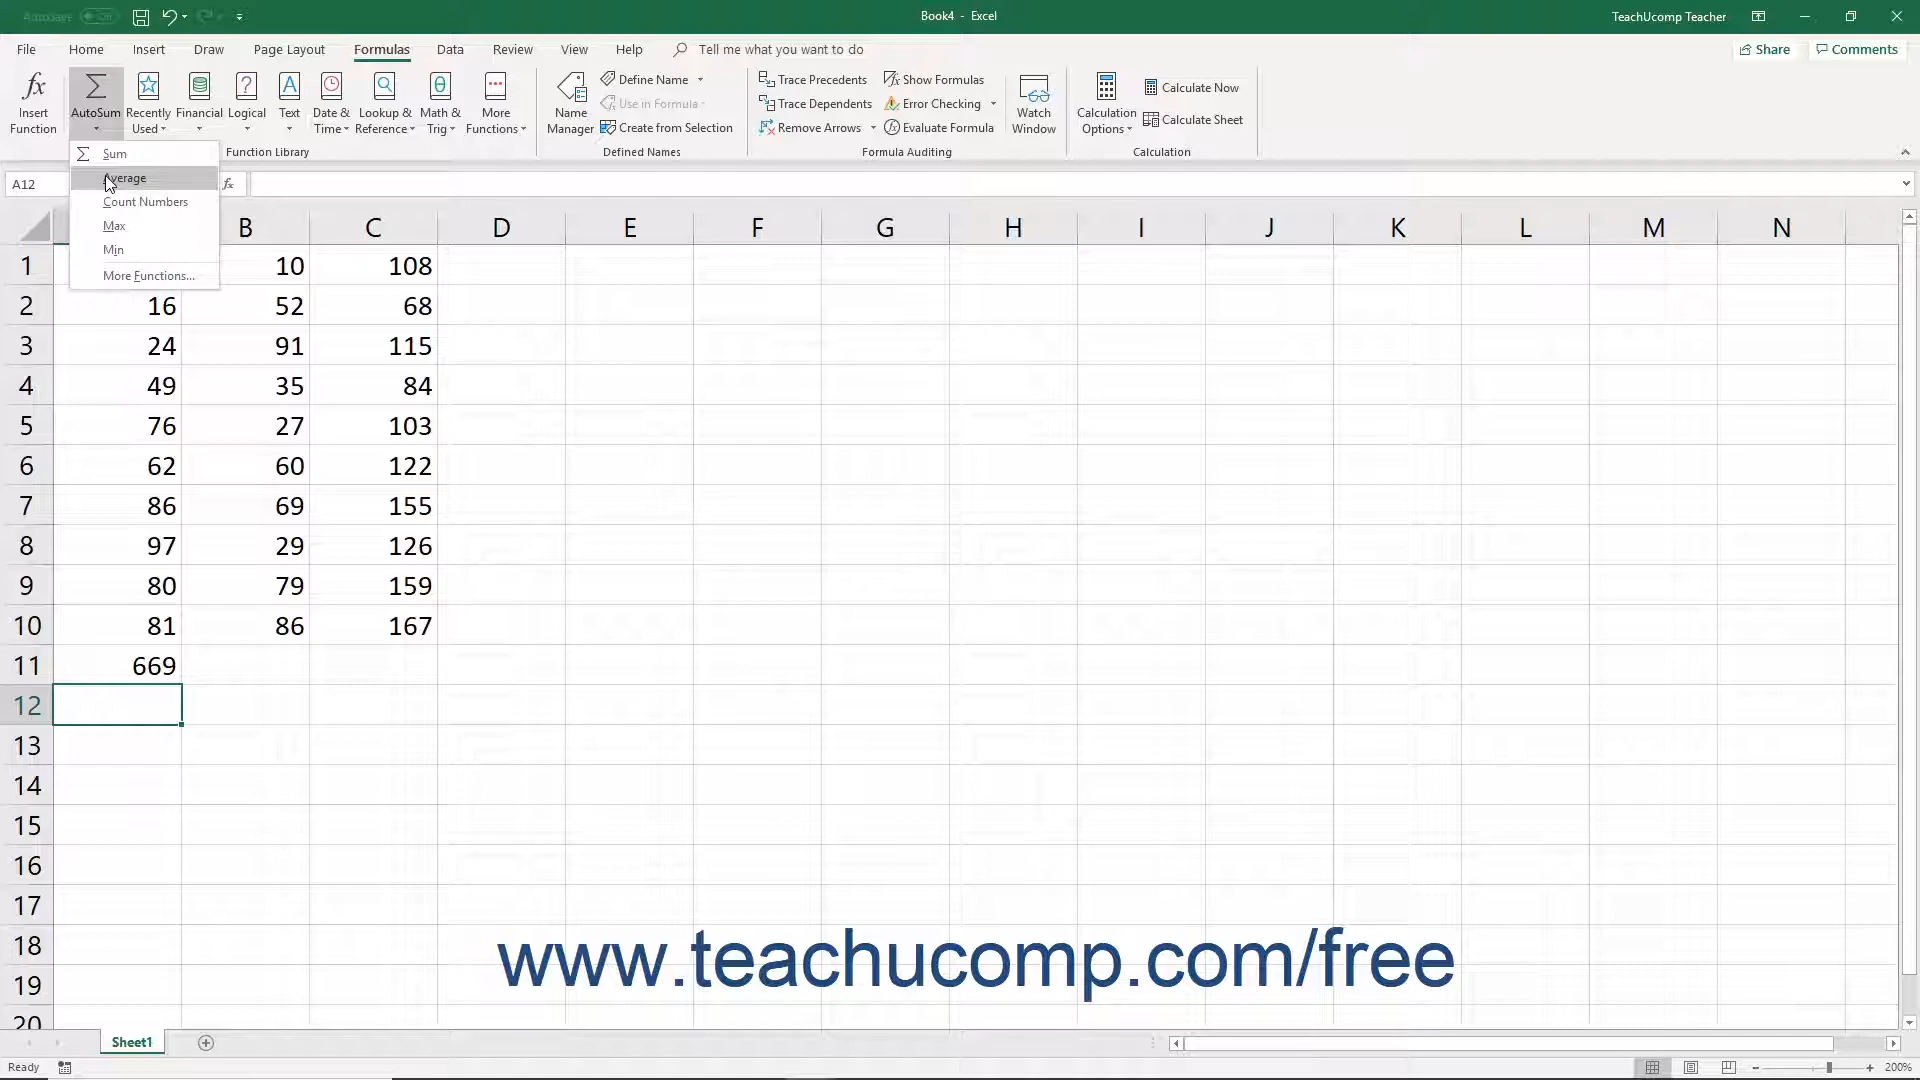 AutoSave Off
Book4 - Excel
TeachUcomp Teacher
File Home Insert Draw Page Layout Formulas Data Review View Help Tell me what you want to do
Share Comments
Insert Function
AutoSum
Recently Used
Financial
Logical
Text
Date & Time
Lookup & Reference
Math & Trig
More Functions
Function Library
Name Manager
Define Name
Use in Formula
Create from Selection
Defined Names
Trace Precedents
Trace Dependents
Remove Arrows
Show Formulas
Error Checking
Evaluate Formula
Formula Auditing
Watch Window
Calculation Options
Calculate Now
Calculate Sheet
Calculation
Sum
Average
Count Numbers
Max
Min
More Functions...
A12
fx
B C D E F G H I J K L M N
1 10 108
2 16 52 68
3 24 91 115
4 49 35 84
5 76 27 103
6 62 60 122
7 86 69 155
8 97 29 126
9 80 79 159
10 81 86 167
11 669
12
13
14
15
16
17
18
19
20
www.teachucomp.com/free
Sheet1
Ready
200%